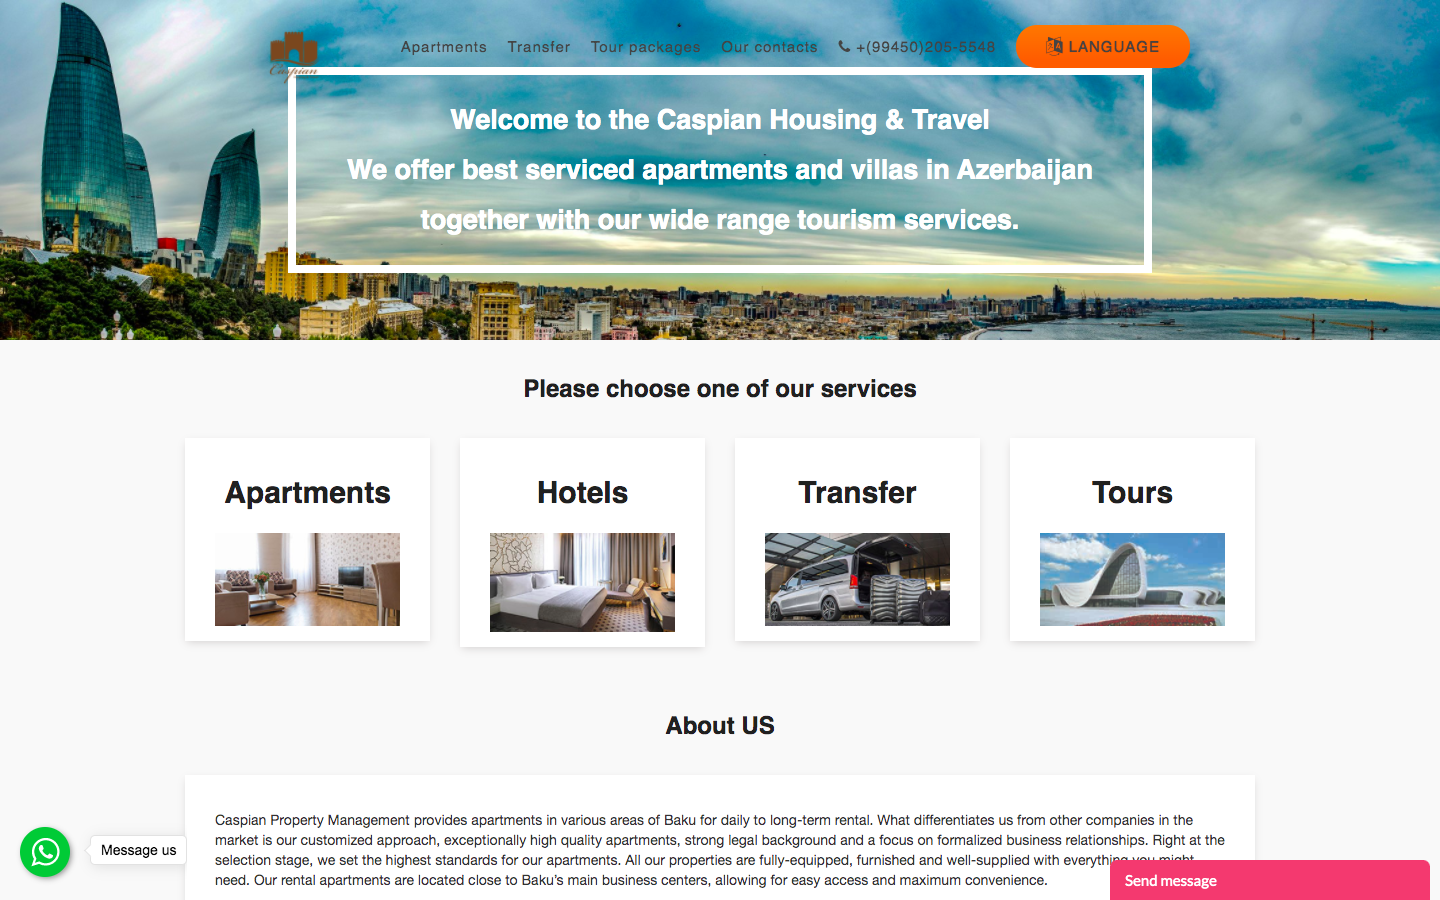 Caspian
Apartments
Transfer
Tour packages
Our contacts
+(99450)205-5548
LANGUAGE
Welcome to the Caspian Housing & Travel
We offer best serviced apartments and villas in Azerbaijan
together with our wide range tourism services.
Please choose one of our services
Apartments
Hotels
Transfer
Tours
About US
Caspian Property Management provides apartments in various areas of Baku for daily to long-term rental. What differentiates us from other companies in the
market is our customized approach, exceptionally high quality apartments, strong legal background and a focus on formalized business relationships. Right at the
selection stage, we set the highest standards for our apartments. All our properties are fully-equipped, furnished and well-supplied with everything you might
need. Our rental apartments are located close to Baku’s main business centers, allowing for easy access and maximum convenience.
Message us
Send message